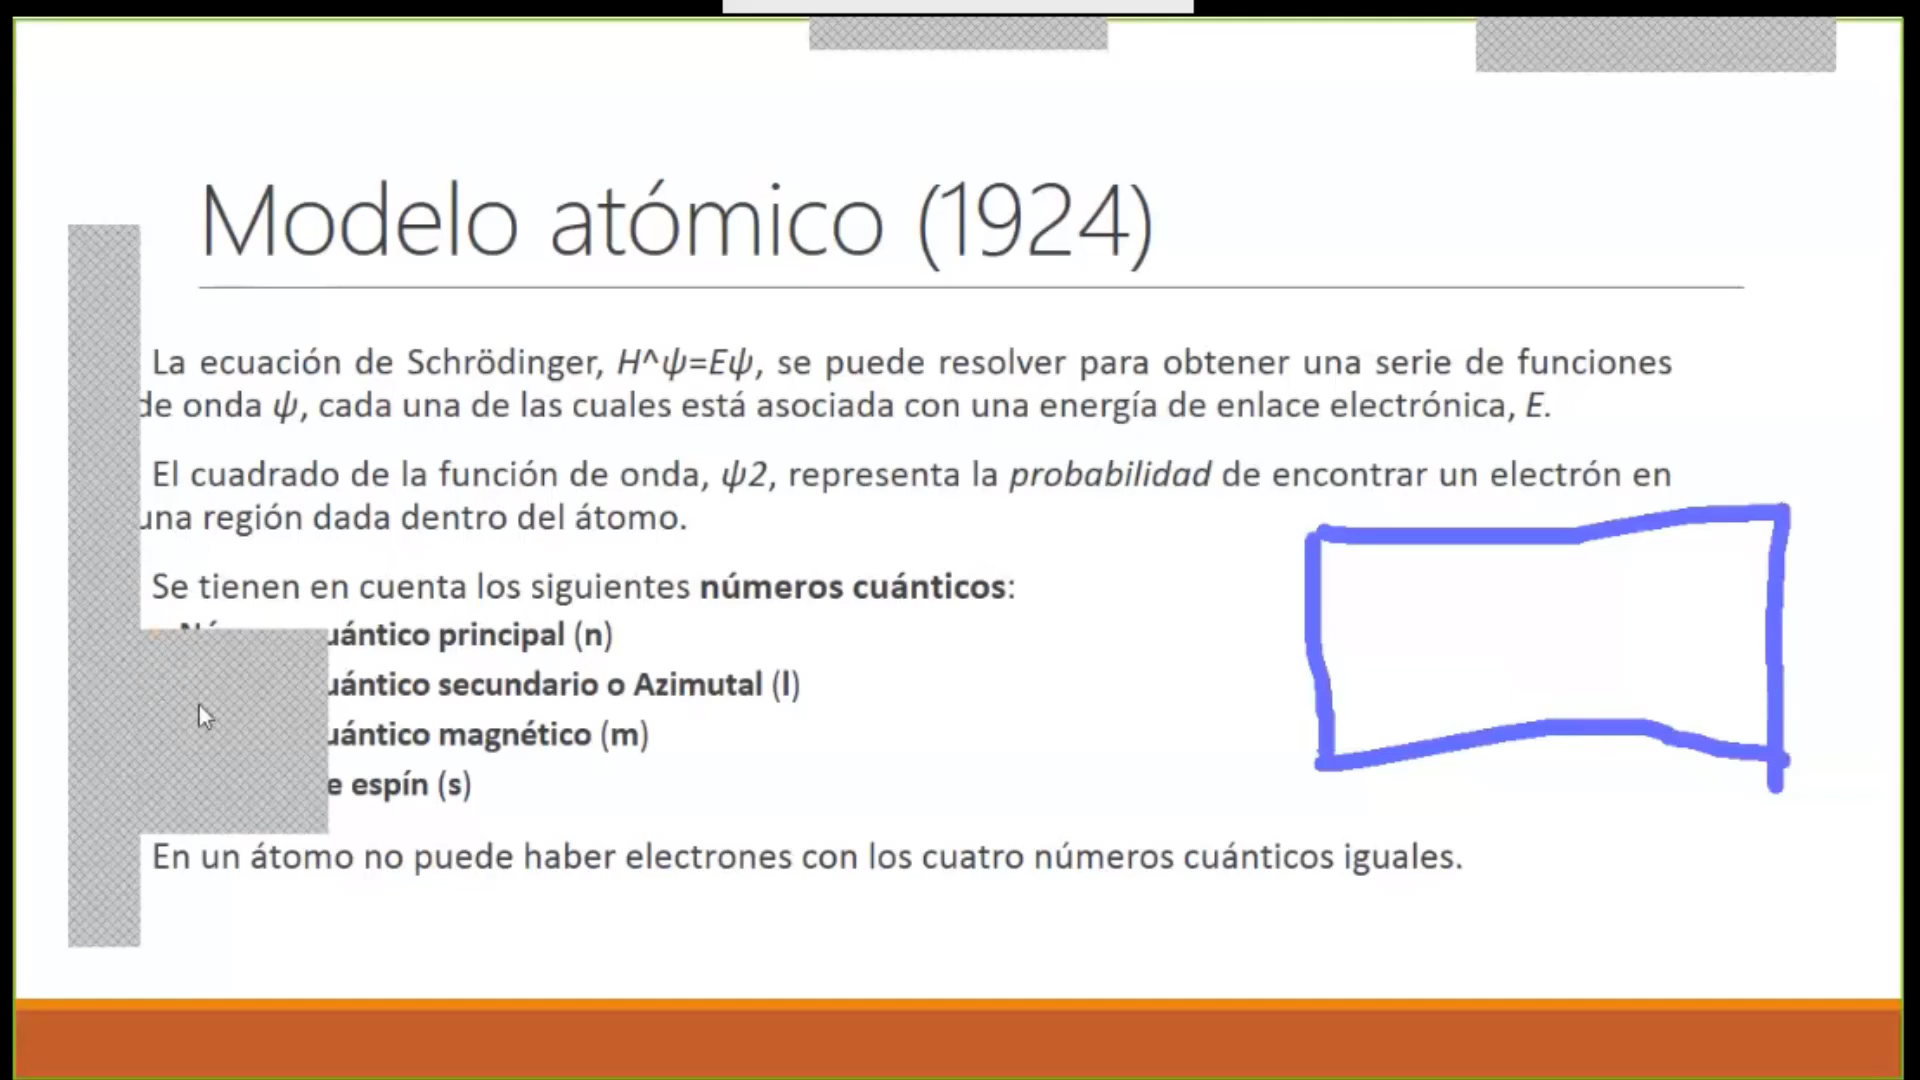 Modelo atómico (1924)
La ecuación de Schrödinger, H^ψ=Eψ, se puede resolver para obtener una serie de funciones
de onda ψ, cada una de las cuales está asociada con una energía de enlace electrónica, E.
El cuadrado de la función de onda, ψ2, representa la probabilidad de encontrar un electrón en
una región dada dentro del átomo.
Se tienen en cuenta los siguientes números cuánticos:
principal (n)
secundario o Azimutal (l)
magnético (m)
espín (s)
En un átomo no puede haber electrones con los cuatro números cuánticos iguales.